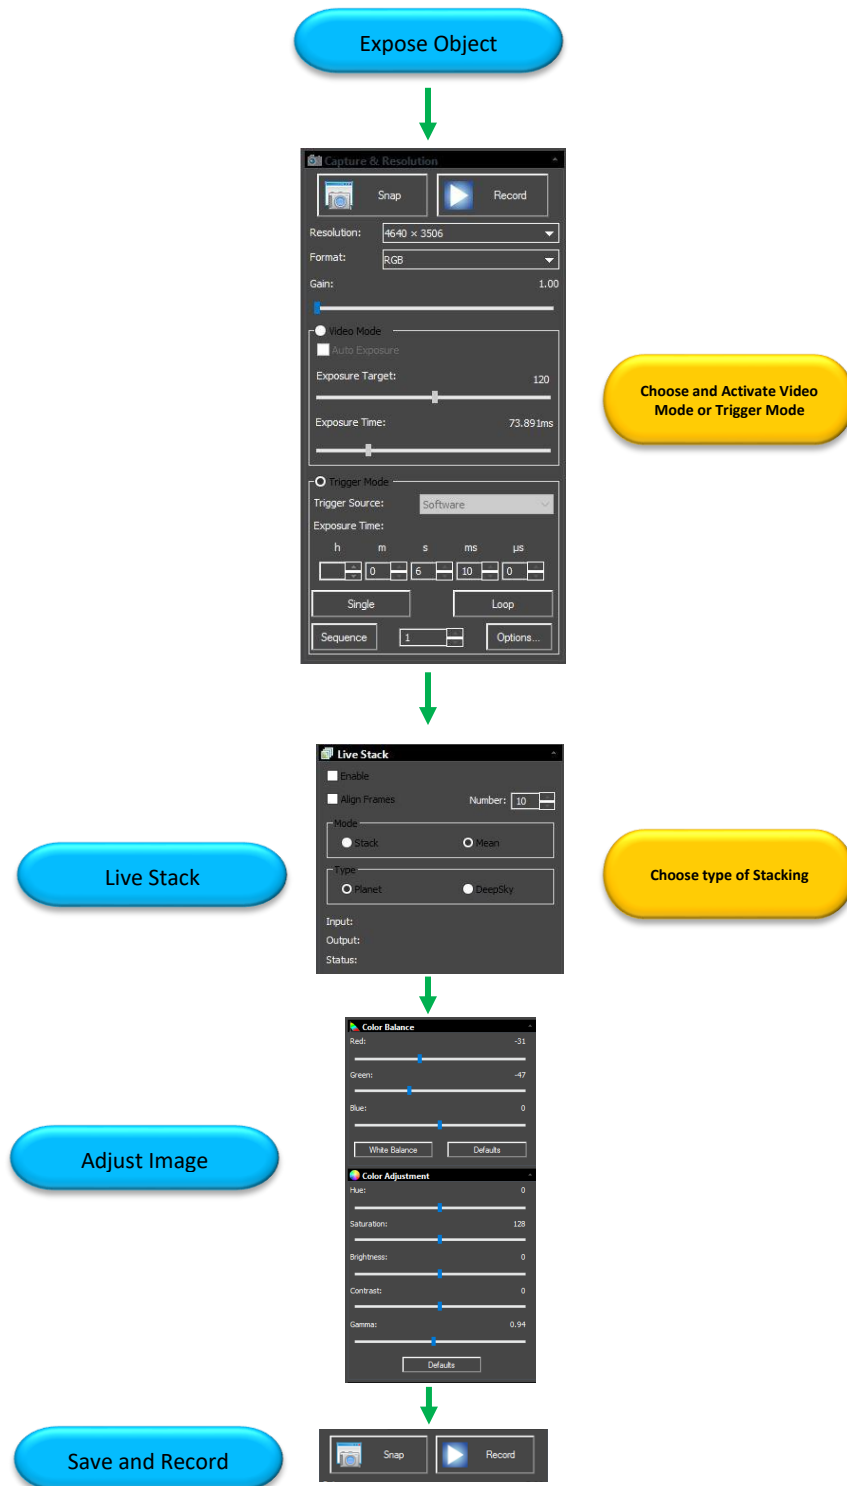 Expose Object
Capture & Resolution
Snap
Record
Resolution:
4640 × 3506
Format:
RGB
Gain:
1.00
Video Mode
Auto Exposure
Exposure Target:
120
Exposure Time:
73.891ms
Choose and Activate Video
Mode or Trigger Mode
Trigger Mode
Trigger Source:
Software
Exposure Time:
h m s ms µs
0 6 10 0
Single
Loop
Sequence
1
Options...
Live Stack
Enable
Align Frames
Number: 10
Mode
Stack
Mean
Type
Planet
DeepSky
Input:
Output:
Status:
Live Stack
Choose type of Stacking
Color Balance
Red: -31
Green: -47
Blue: 0
White Balance
Defaults
Adjust Image
Color Adjustment
Hue: 0
Saturation: 128
Brightness: 0
Contrast: 0
Gamma: 0.94
Defaults
Save and Record
Snap
Record